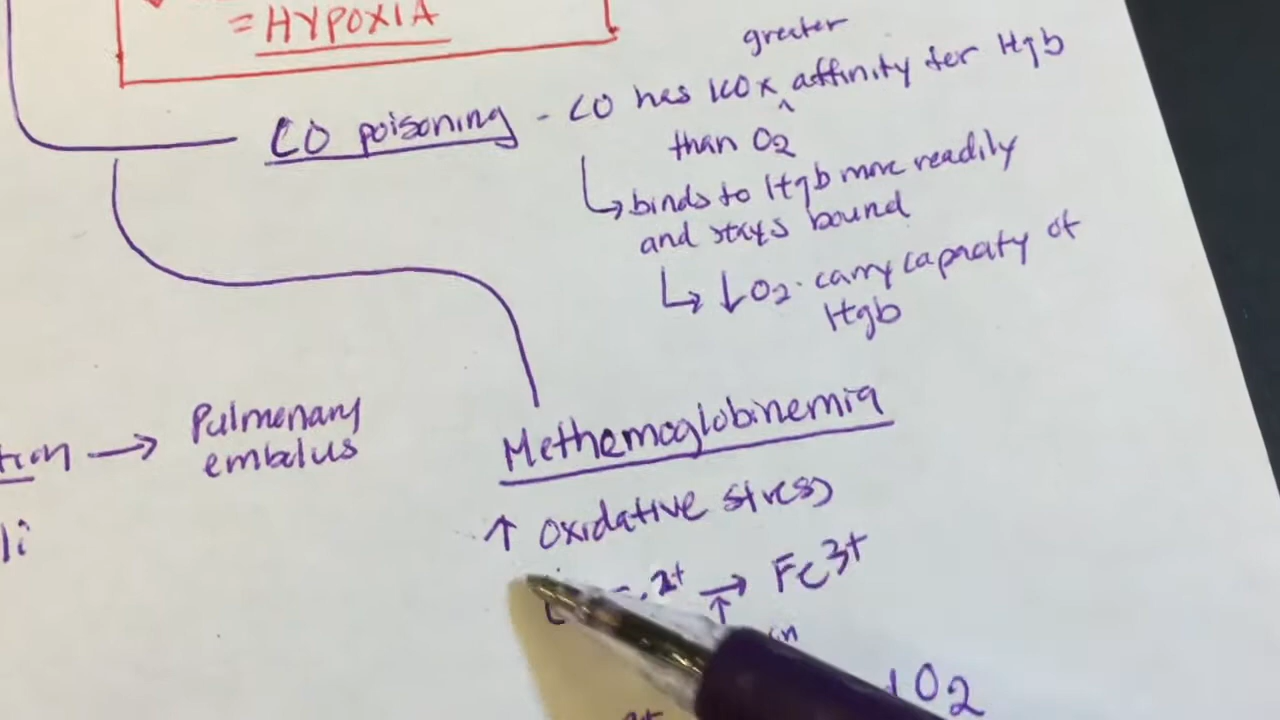 = HYPOXIA
greater
CO poisoning - CO has 100x ^ affinity for Hgb
than O2
↳ binds to Hgb more readily
and stays bound
↳ ↓O2 carry capacity of
Hgb
Pulmonary
embolus
Methemoglobinemia
↑ oxidative stress
2+ → Fe3+
↑
O2